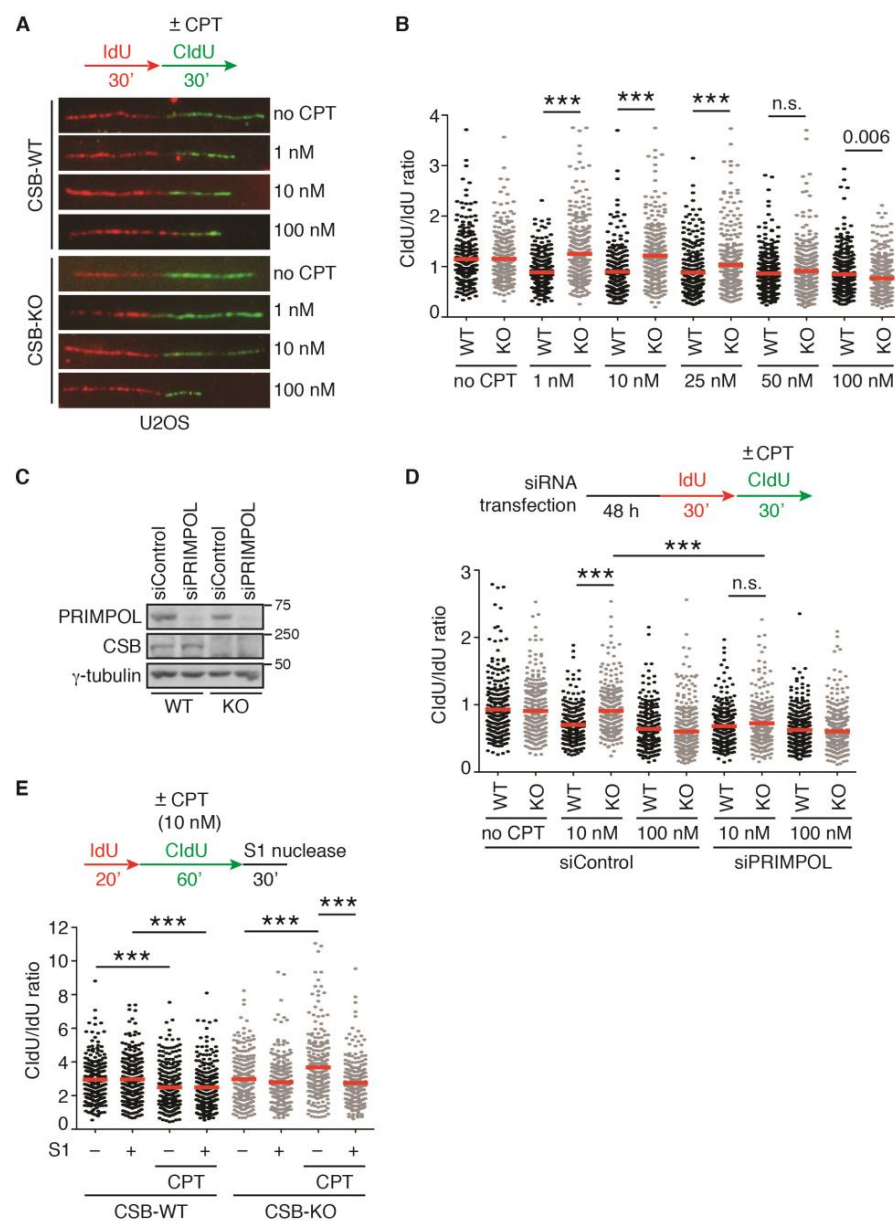 A
± CPT
IdU CldU
30' 30'
CSB-WT
no CPT
1 nM
10 nM
100 nM
CSB-KO
no CPT
1 nM
10 nM
100 nM
U2OS
B
CldU/IdU ratio
4
3
2
1
0
*** *** *** n.s. 0.006
WT KO WT KO WT KO WT KO WT KO WT KO
no CPT 1 nM 10 nM 25 nM 50 nM 100 nM
C
siControl siPRIMPOL siControl siPRIMPOL
PRIMPOL 75
CSB 250
γ-tubulin 50
WT KO
D
± CPT
siRNA transfection 48 h IdU 30' CldU 30'
***
*** n.s.
CldU/IdU ratio
3
2
1
0
WT KO WT KO WT KO WT KO WT KO
no CPT 10 nM 100 nM 10 nM 100 nM
siControl siPRIMPOL
E
± CPT
(10 nM)
IdU CldU S1 nuclease
20' 60' 30'
*** *** *** ***
CldU/IdU ratio
12
10
8
6
4
2
0
S1 – + – + – + – +
CPT CPT
CSB-WT CSB-KO